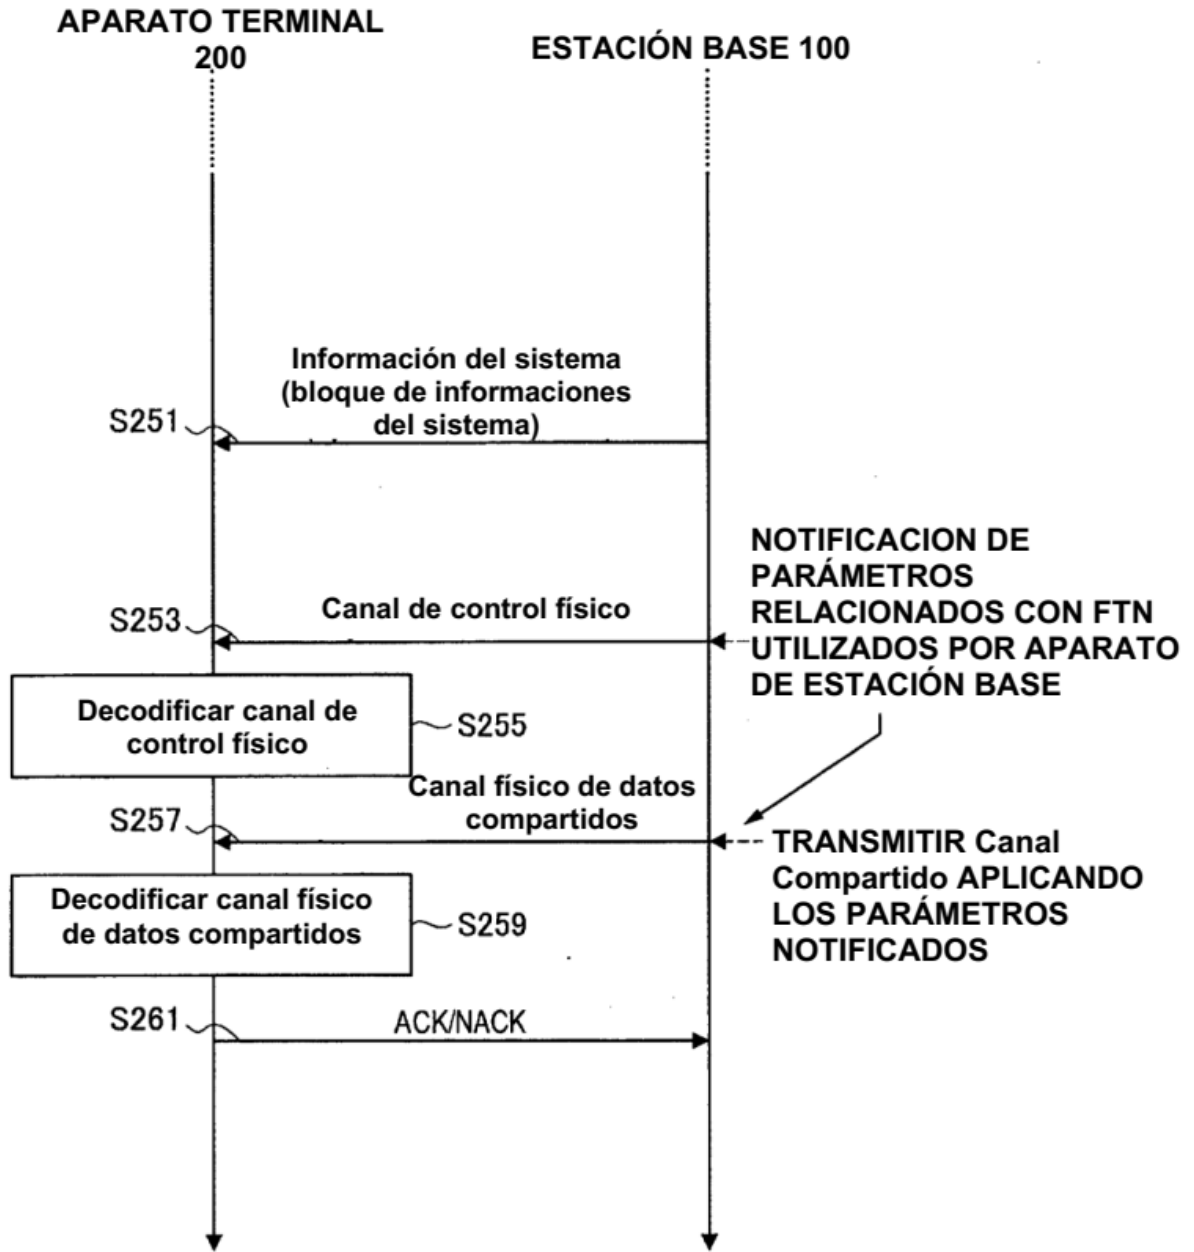 APARATO TERMINAL
200
ESTACIÓN BASE 100
Información del sistema
(bloque de informaciones
del sistema)
S251
NOTIFICACION DE
PARÁMETROS
RELACIONADOS CON FTN
UTILIZADOS POR APARATO
DE ESTACIÓN BASE
Canal de control físico
S253
Decodificar canal de
control físico
S255
Canal físico de datos
compartidos
S257
TRANSMITIR Canal
Compartido APLICANDO
LOS PARÁMETROS
NOTIFICADOS
Decodificar canal físico
de datos compartidos
S259
S261
ACK/NACK